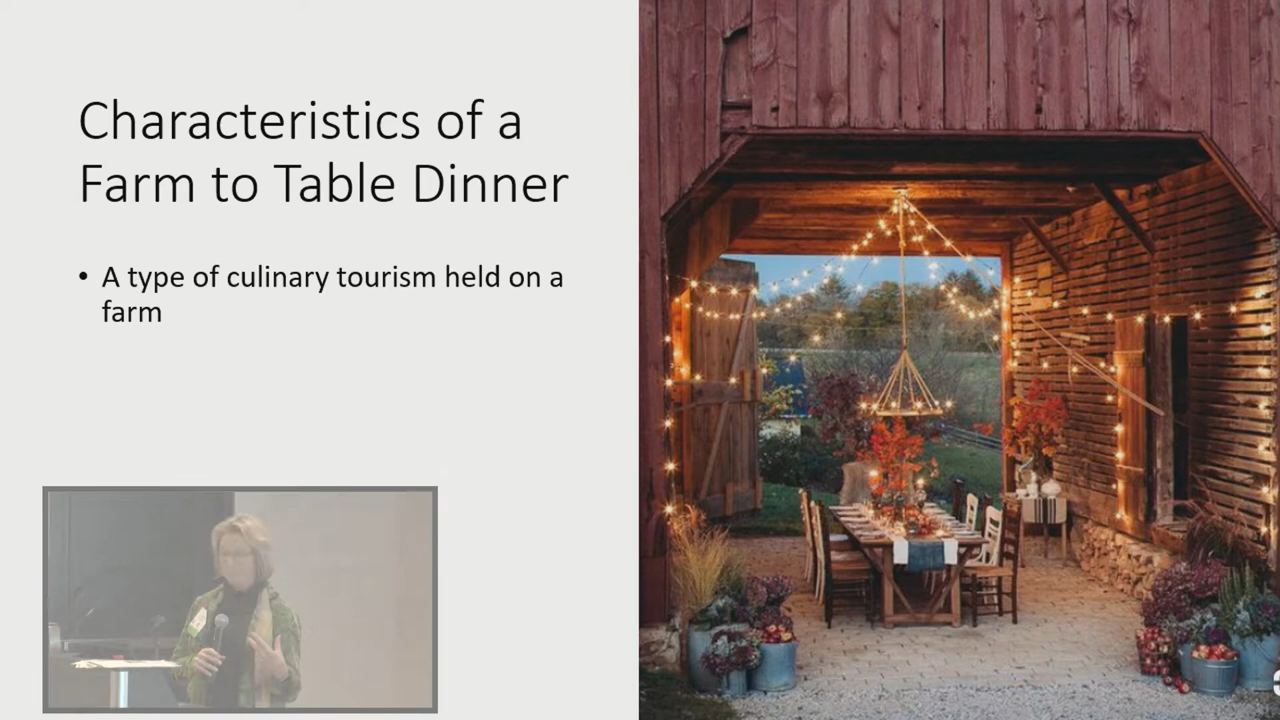 Characteristics of a
Farm to Table Dinner
• A type of culinary tourism held on a
farm